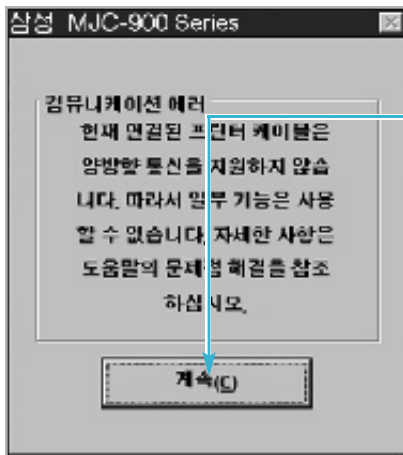 삼성 MJC-900 Series
컴뮤니케이션 에러
현재 연결된 프린터 케이블은
양방향 통신을 지원하지 않습
니다. 따라서 일부 기능은 사용
할 수 없습니다. 자세한 사항은
도움말의 문제점 해결을 참조
하십시오.
계속(C)